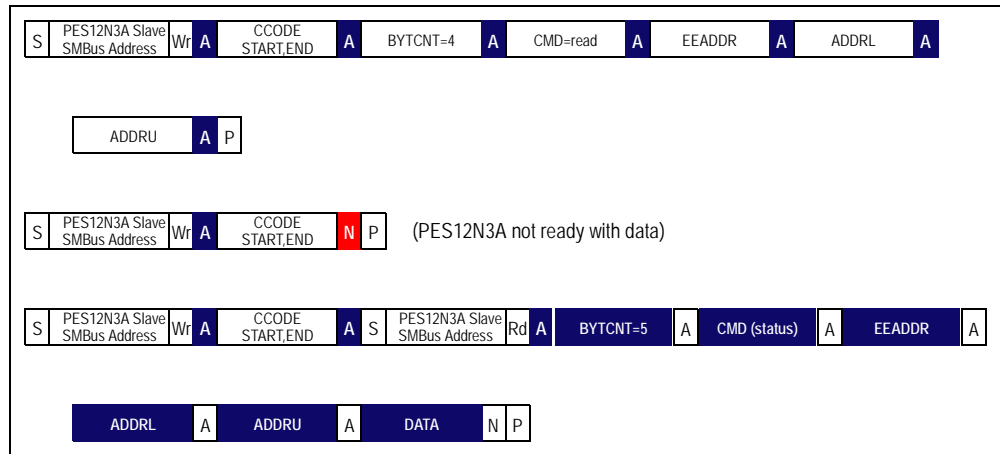 S PES12N3A Slave SMBus Address Wr A CCODE START,END A BYTCNT=4 A CMD=read A EEADDR A ADDRL A
ADDRU A P
S PES12N3A Slave SMBus Address Wr A CCODE START,END N P (PES12N3A not ready with data)
S PES12N3A Slave SMBus Address Wr A CCODE START,END A S PES12N3A Slave SMBus Address Rd A BYTCNT=5 A CMD (status) A EEADDR A
ADDRL A ADDRU A DATA N P